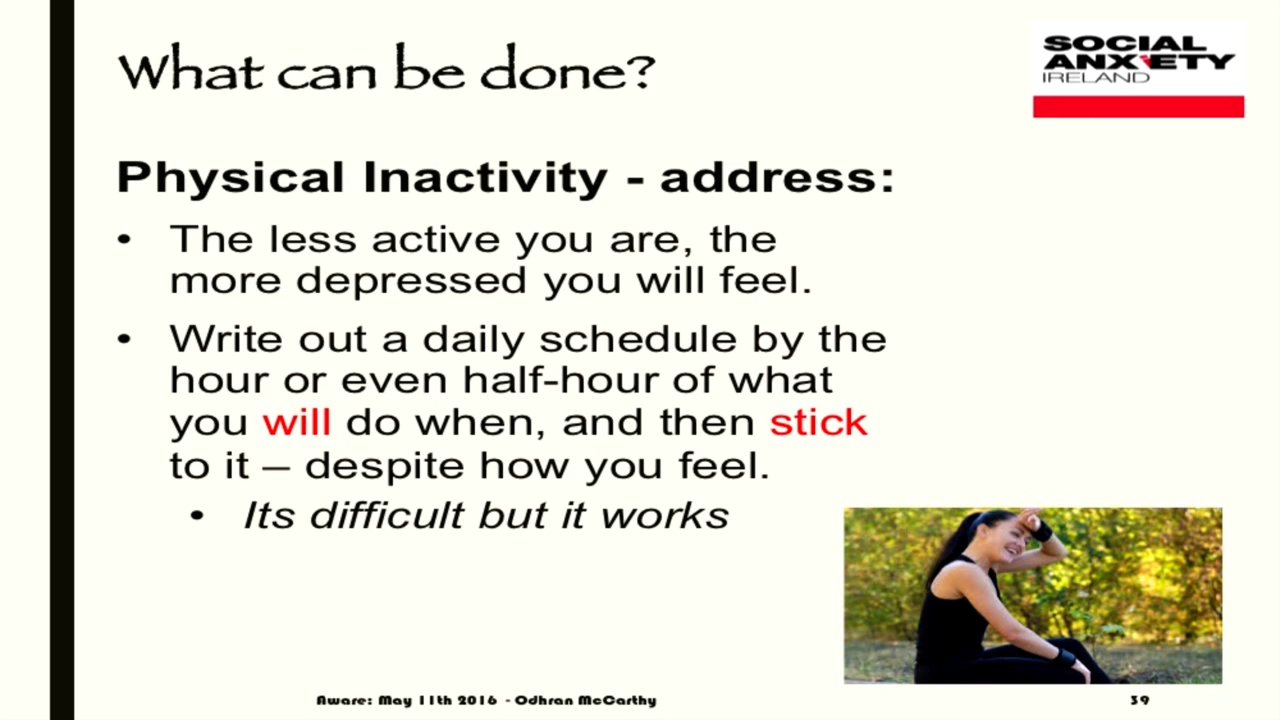 What can be done?
SOCIAL
ANXIETY
IRELAND
Physical Inactivity - address:
• The less active you are, the
more depressed you will feel.
• Write out a daily schedule by the
hour or even half-hour of what
you will do when, and then stick
to it – despite how you feel.
• Its difficult but it works
Aware: May 11th 2016 - Odhran McCarthy
39